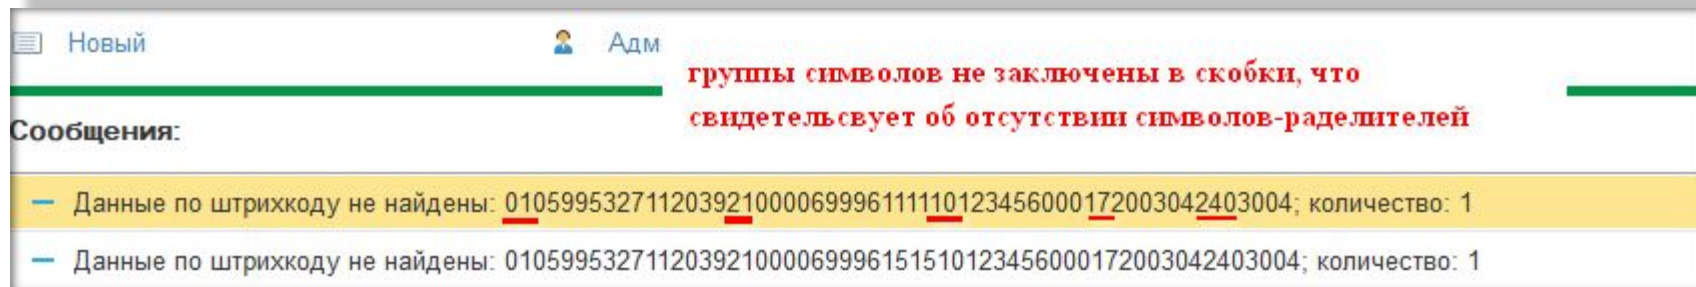 Новый Адм
группы символов не заключены в скобки, что
свидетельсвует об отсутствии символов-раделителей
Сообщения:
Данные по штрихкоду не найдены: 010599532711203921000069996111110123456000172003042403004; количество: 1
Данные по штрихкоду не найдены: 010599532711203921000069996151510123456000172003042403004; количество: 1